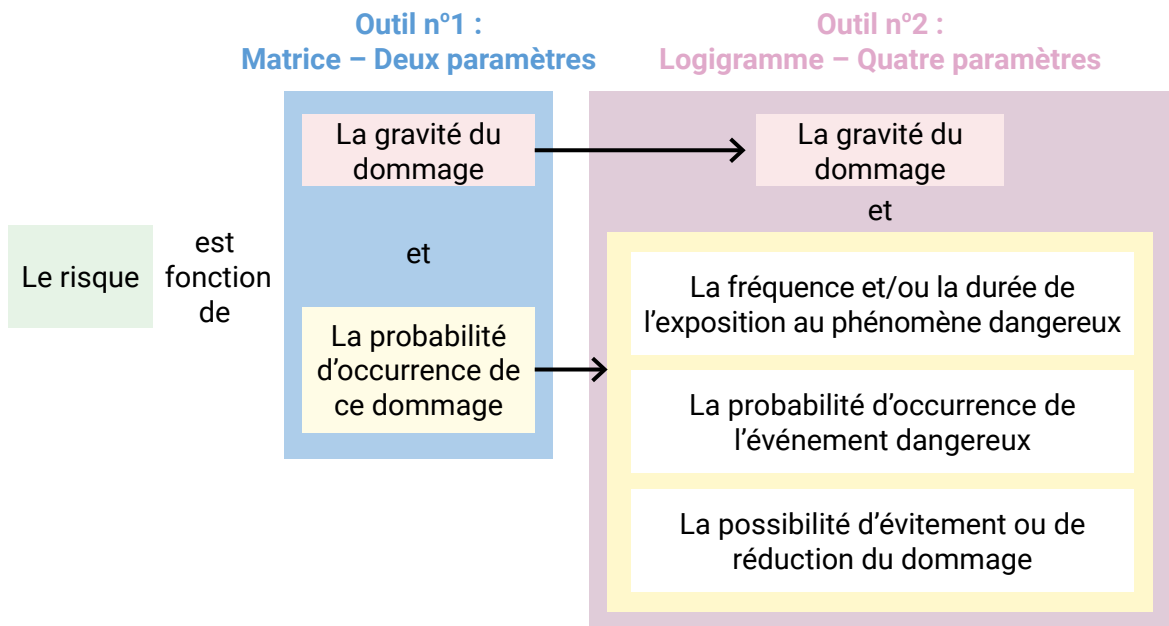 Outil nº1 :
Matrice – Deux paramètres
Outil nº2 :
Logigramme – Quatre paramètres
Le risque
est
fonction
de
La gravité du
dommage
et
La probabilité
d’occurrence de
ce dommage
La gravité du
dommage
et
La fréquence et/ou la durée de
l’exposition au phénomène dangereux
La probabilité d’occurrence de
l’événement dangereux
La possibilité d’évitement ou de
réduction du dommage